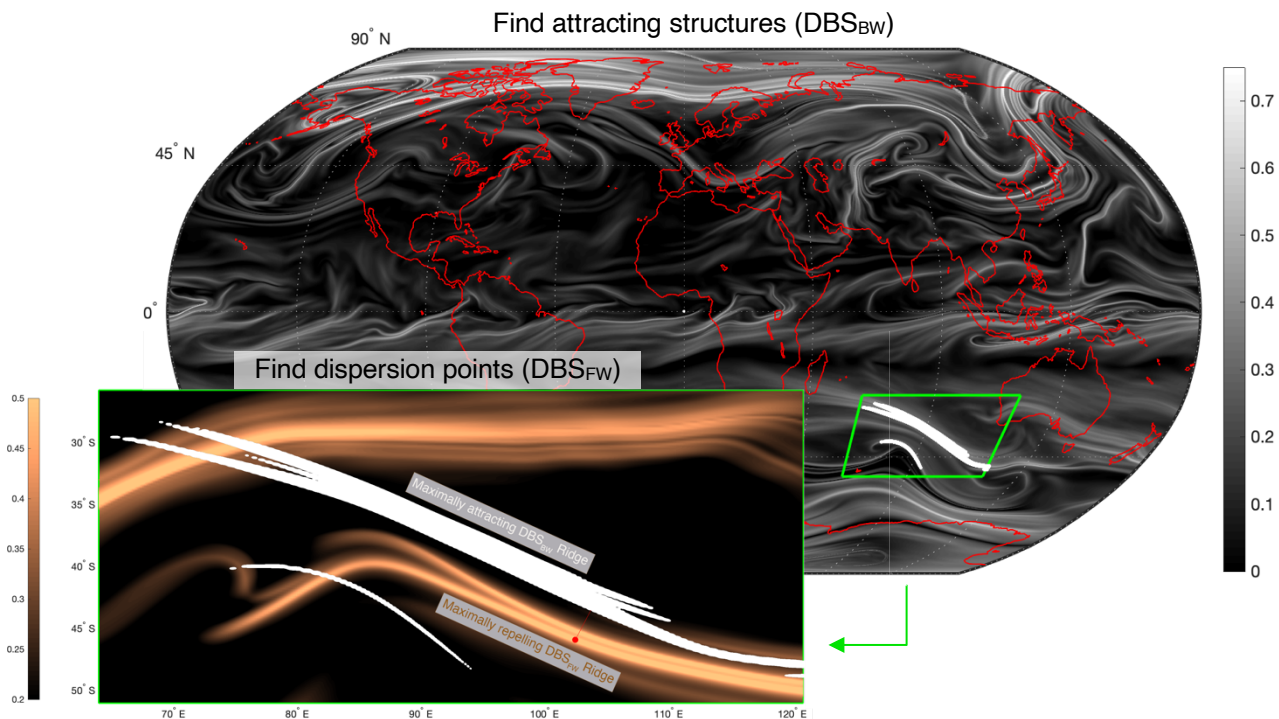 Find attracting structures (DBSBW)
90° N
45° N
0°
0.7
0.6
0.5
0.4
0.3
0.2
0.1
0
Find dispersion points (DBSFW)
0.5
0.45
0.4
0.35
0.3
0.25
0.2
30° S
35° S
40° S
45° S
50° S
Maximally attracting DBSBW Ridge
Maximally repelling DBSFW Ridge
70° E
80° E
90° E
100° E
110° E
120° E